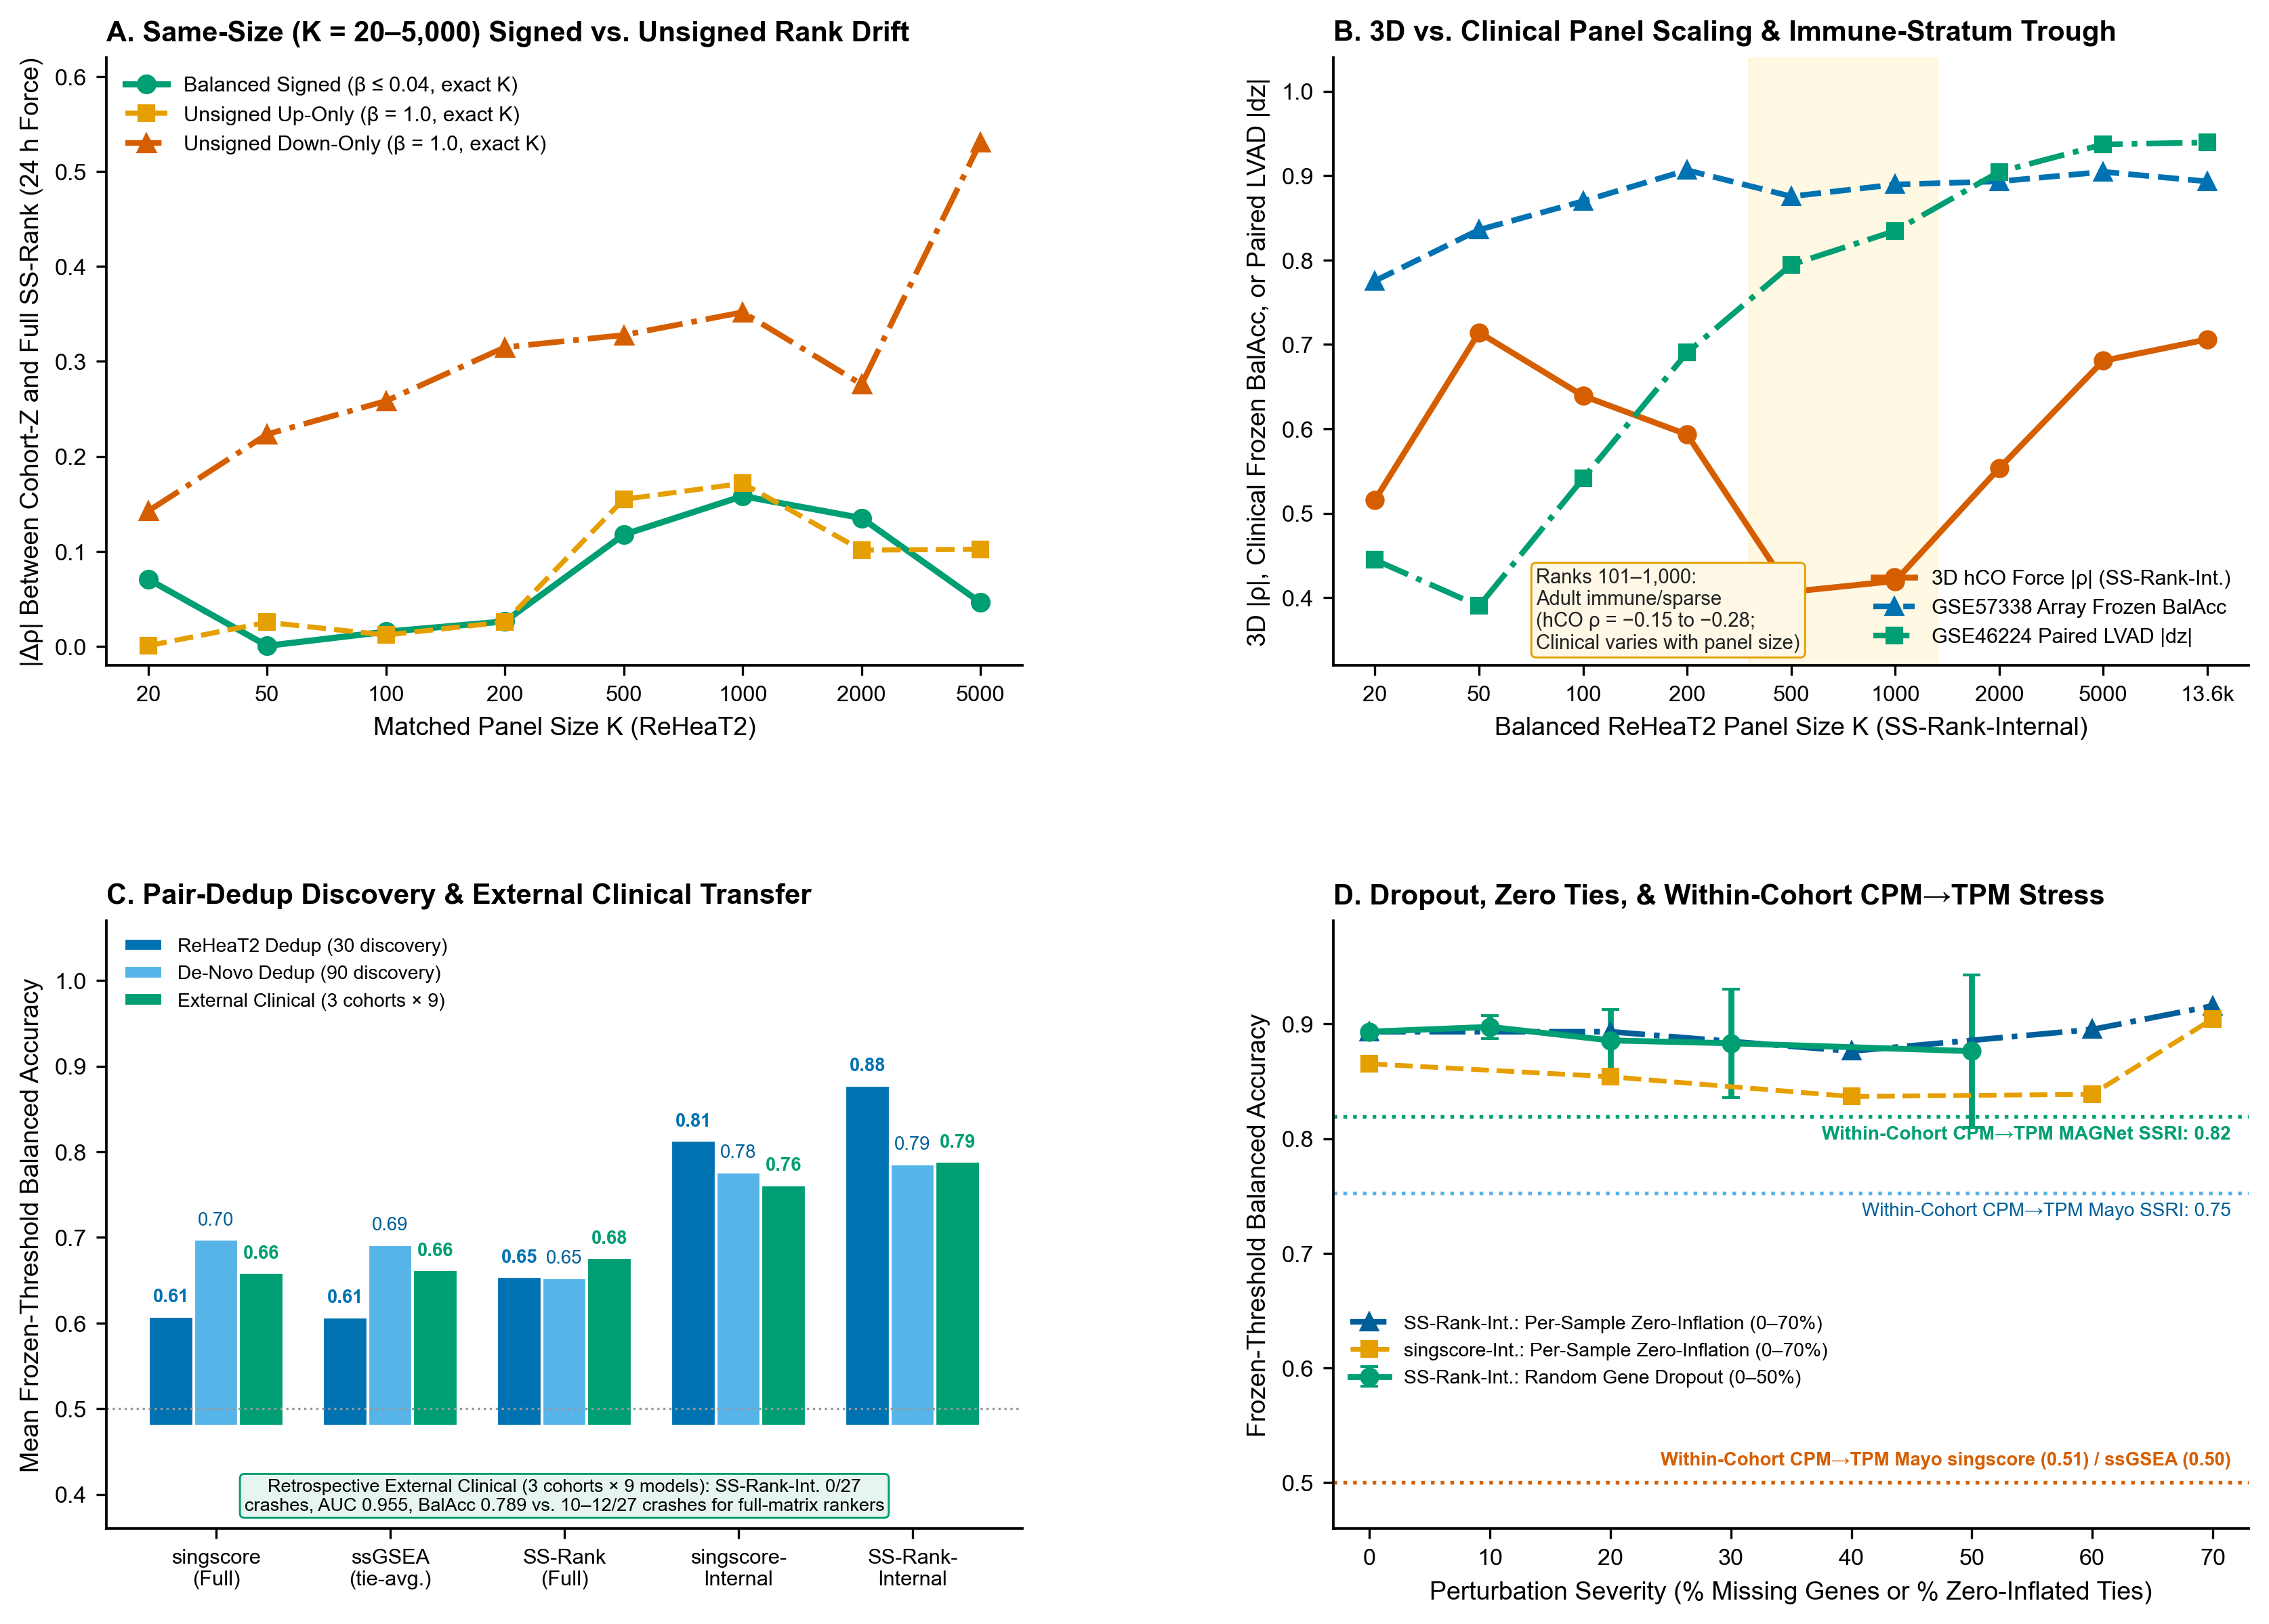 A. Same-Size (K = 20–5,000) Signed vs. Unsigned Rank Drift
|Δρ| Between Cohort-Z and Full SS-Rank (24 h Force)
0.6
0.5
0.4
0.3
0.2
0.1
0.0
Balanced Signed (β ≤ 0.04, exact K)
Unsigned Up-Only (β = 1.0, exact K)
Unsigned Down-Only (β = 1.0, exact K)
20
50
100
200
500
1000
2000
5000
Matched Panel Size K (ReHeaT2)
B. 3D vs. Clinical Panel Scaling & Immune-Stratum Trough
3D |ρ|, Clinical Frozen BalAcc, or Paired LVAD |dz|
1.0
0.9
0.8
0.7
0.6
0.5
0.4
Ranks 101–1,000:
Adult immune/sparse
(hCO ρ = −0.15 to −0.28;
Clinical varies with panel size)
3D hCO Force |ρ| (SS-Rank-Int.)
GSE57338 Array Frozen BalAcc
GSE46224 Paired LVAD |dz|
20
50
100
200
500
1000
2000
5000
13.6k
Balanced ReHeaT2 Panel Size K (SS-Rank-Internal)
C. Pair-Dedup Discovery & External Clinical Transfer
Mean Frozen-Threshold Balanced Accuracy
1.0
0.9
0.8
0.7
0.6
0.5
0.4
ReHeaT2 Dedup (30 discovery)
De-Novo Dedup (90 discovery)
External Clinical (3 cohorts × 9)
0.61
0.70
0.66
0.61
0.69
0.66
0.65
0.65
0.68
0.81
0.78
0.76
0.88
0.79
0.79
Retrospective External Clinical (3 cohorts × 9 models): SS-Rank-Int. 0/27
crashes, AUC 0.955, BalAcc 0.789 vs. 10–12/27 crashes for full-matrix rankers
singscore
(Full)
ssGSEA
(tie-avg.)
SS-Rank
(Full)
singscore-
Internal
SS-Rank-
Internal
D. Dropout, Zero Ties, & Within-Cohort CPM→TPM Stress
Frozen-Threshold Balanced Accuracy
0.9
0.8
0.7
0.6
0.5
Within-Cohort CPM→TPM MAGNet SSRI: 0.82
Within-Cohort CPM→TPM Mayo SSRI: 0.75
SS-Rank-Int.: Per-Sample Zero-Inflation (0–70%)
singscore-Int.: Per-Sample Zero-Inflation (0–70%)
SS-Rank-Int.: Random Gene Dropout (0–50%)
Within-Cohort CPM→TPM Mayo singscore (0.51) / ssGSEA (0.50)
0
10
20
30
40
50
60
70
Perturbation Severity (% Missing Genes or % Zero-Inflated Ties)